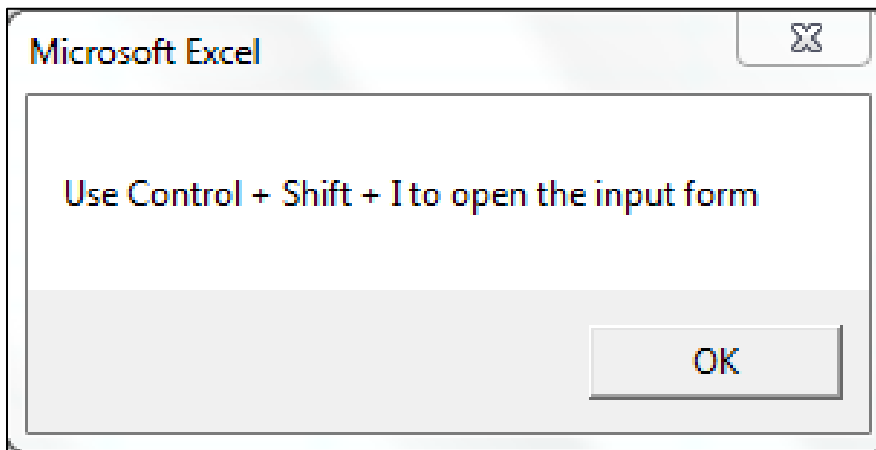 Microsoft Excel
Use Control + Shift + I to open the input form
OK